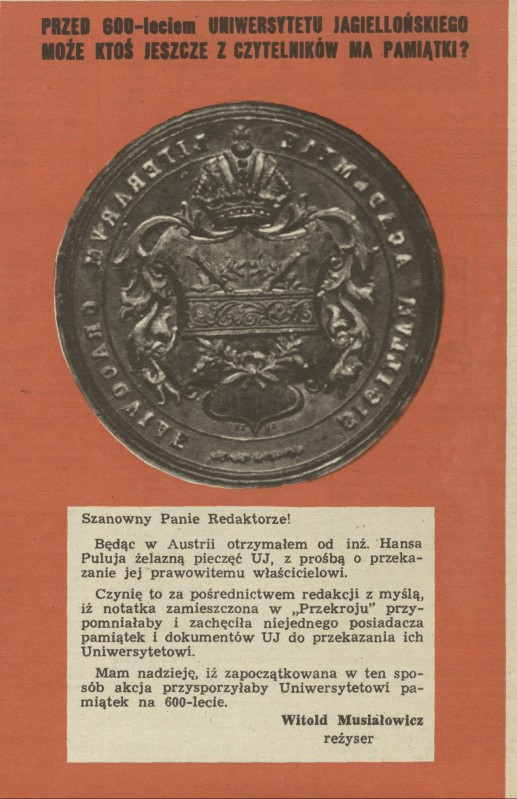 PRZED 600-leciem UNIWERSYTETU JAGIELLOŃSKIEGO
MOŻE KTOŚ JESZCZE Z CZYTELNIKÓW MA PAMIĄTKI?
Szanowny Panie Redaktorze!
Będąc w Austrii otrzymałem od inż. Hansa
Puluja żelazną pieczęć UJ, z prośbą o przeka-
zanie jej prawowitemu właścicielowi.
Czynię to za pośrednictwem redakcji z myślą,
iż notatka zamieszczona w „Przekroju” przy-
pomniałaby i zachęciła niejednego posiadacza
pamiątek i dokumentów UJ do przekazania ich
Uniwersytetowi.
Mam nadzieję, iż zapoczątkowana w ten spo-
sób akcja przysporzyłaby Uniwersytetowi pa-
miątek na 600-lecie.
Witold Musiałowicz
reżyser